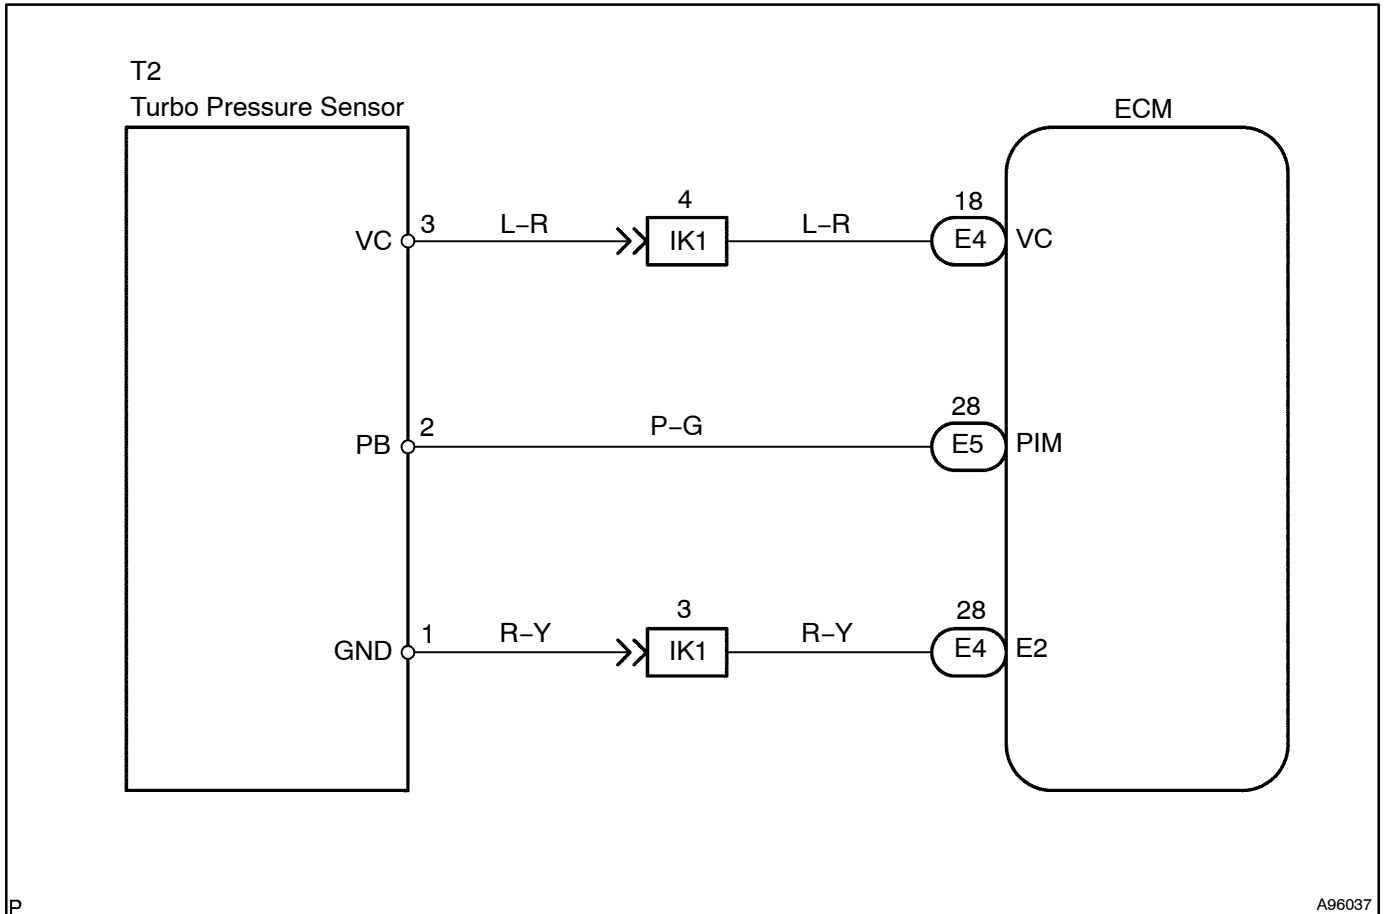 T2
Turbo Pressure Sensor
ECM
4
18
VC 3 L–R IK1 L–R E4 VC
28
PB 2 P–G E5 PIM
3
28
GND 1 R–Y IK1 R–Y E4 E2
P
A96037